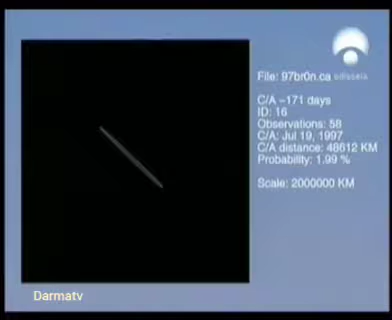 File: 97br0n.ca
odissela
C/A -171 days
ID: 16
Observations: 58
C/A: Jul 19, 1997
C/A distance: 48612 KM
Probability: 1.99 %
Scale: 2000000 KM
Darmatv